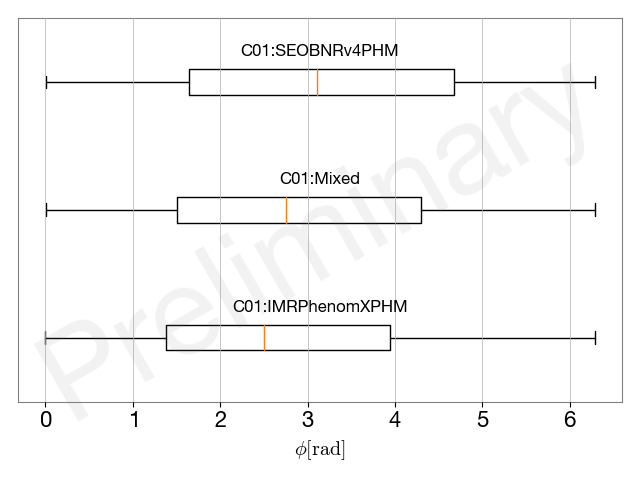 C01:SEOBNRv4PHM
C01:Mixed
C01:IMRPhenomXPHM
Preliminary
0 1 2 3 4 5 6
ϕ[rad]